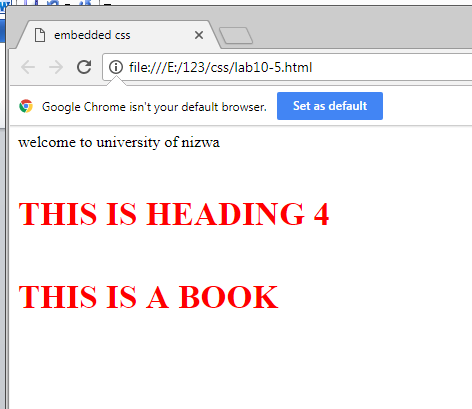 embedded css
file:///E:/123/css/lab10-5.html
Google Chrome isn't your default browser. Set as default
welcome to university of nizwa
THIS IS HEADING 4
THIS IS A BOOK